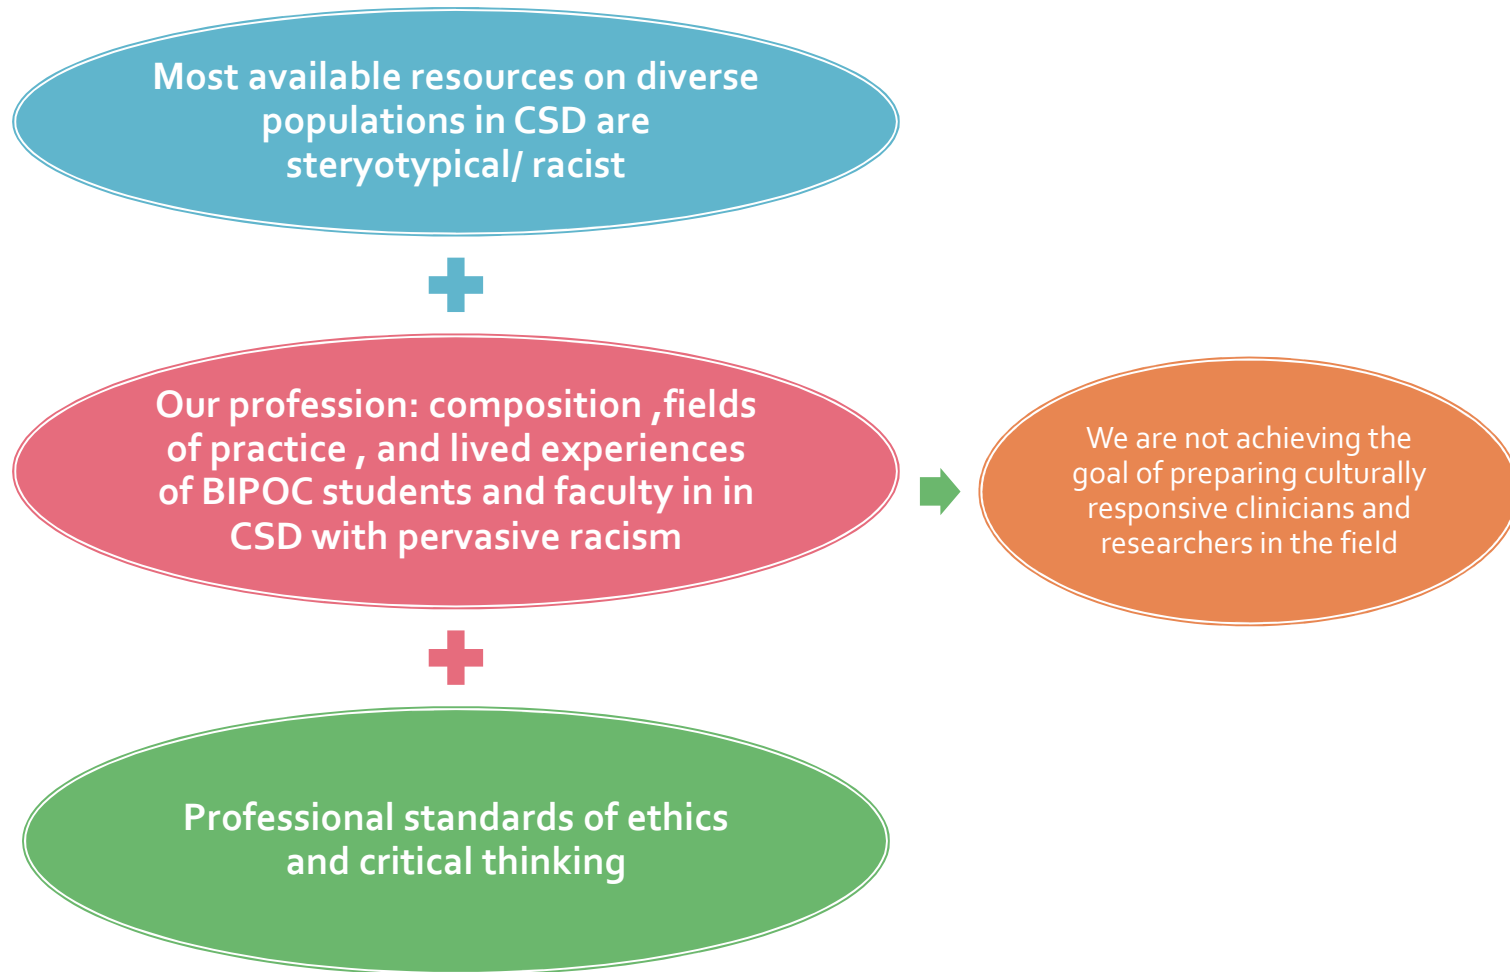 Most available resources on diverse
populations in CSD are
steryotypical/ racist
Our profession: composition ,fields
of practice , and lived experiences
of BIPOC students and faculty in in
CSD with pervasive racism
We are not achieving the
goal of preparing culturally
responsive clinicians and
researchers in the field
Professional standards of ethics
and critical thinking